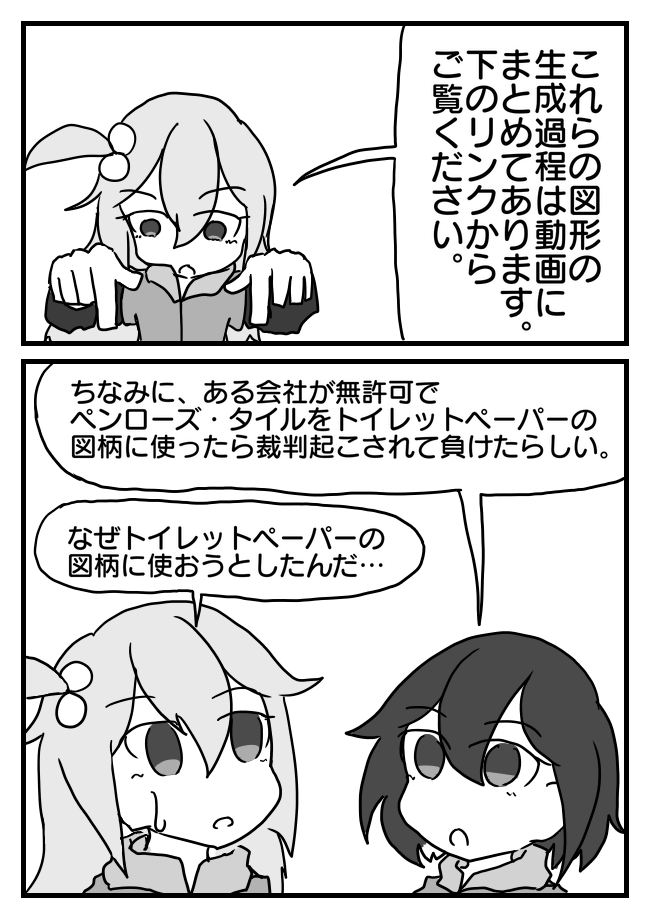 これらの図形の
生成過程は動画に
まとめてあります。
下のリンクから
ご覧ください。
ちなみに、ある会社が無許可で
ペンローズ・タイルをトイレットペーパーの
図柄に使ったら裁判起こされて負けたらしい。
なぜトイレットペーパーの
図柄に使おうとしたんだ…